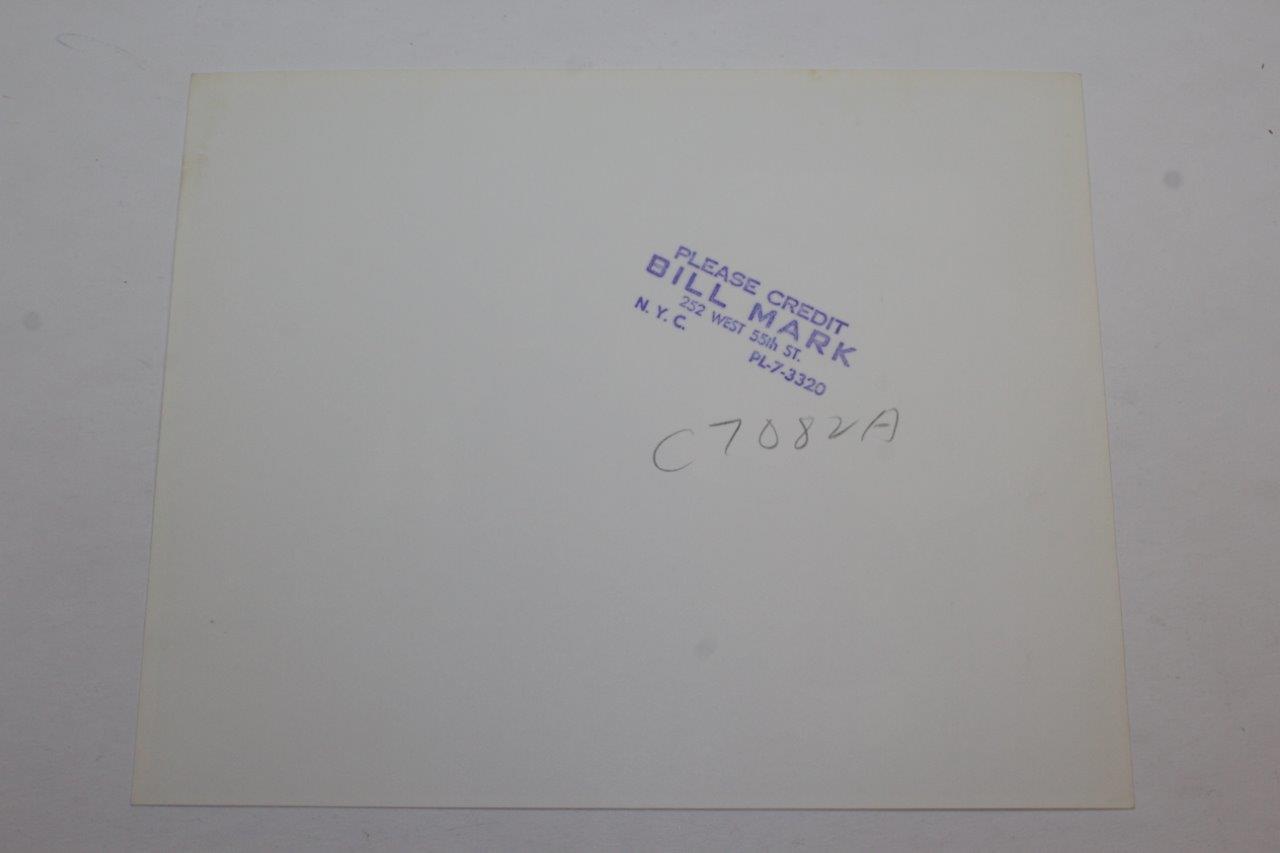 PLEASE CREDIT
BILL MARK
252 WEST 55th ST.
N. Y. C.
PL-7-3320
C7082A